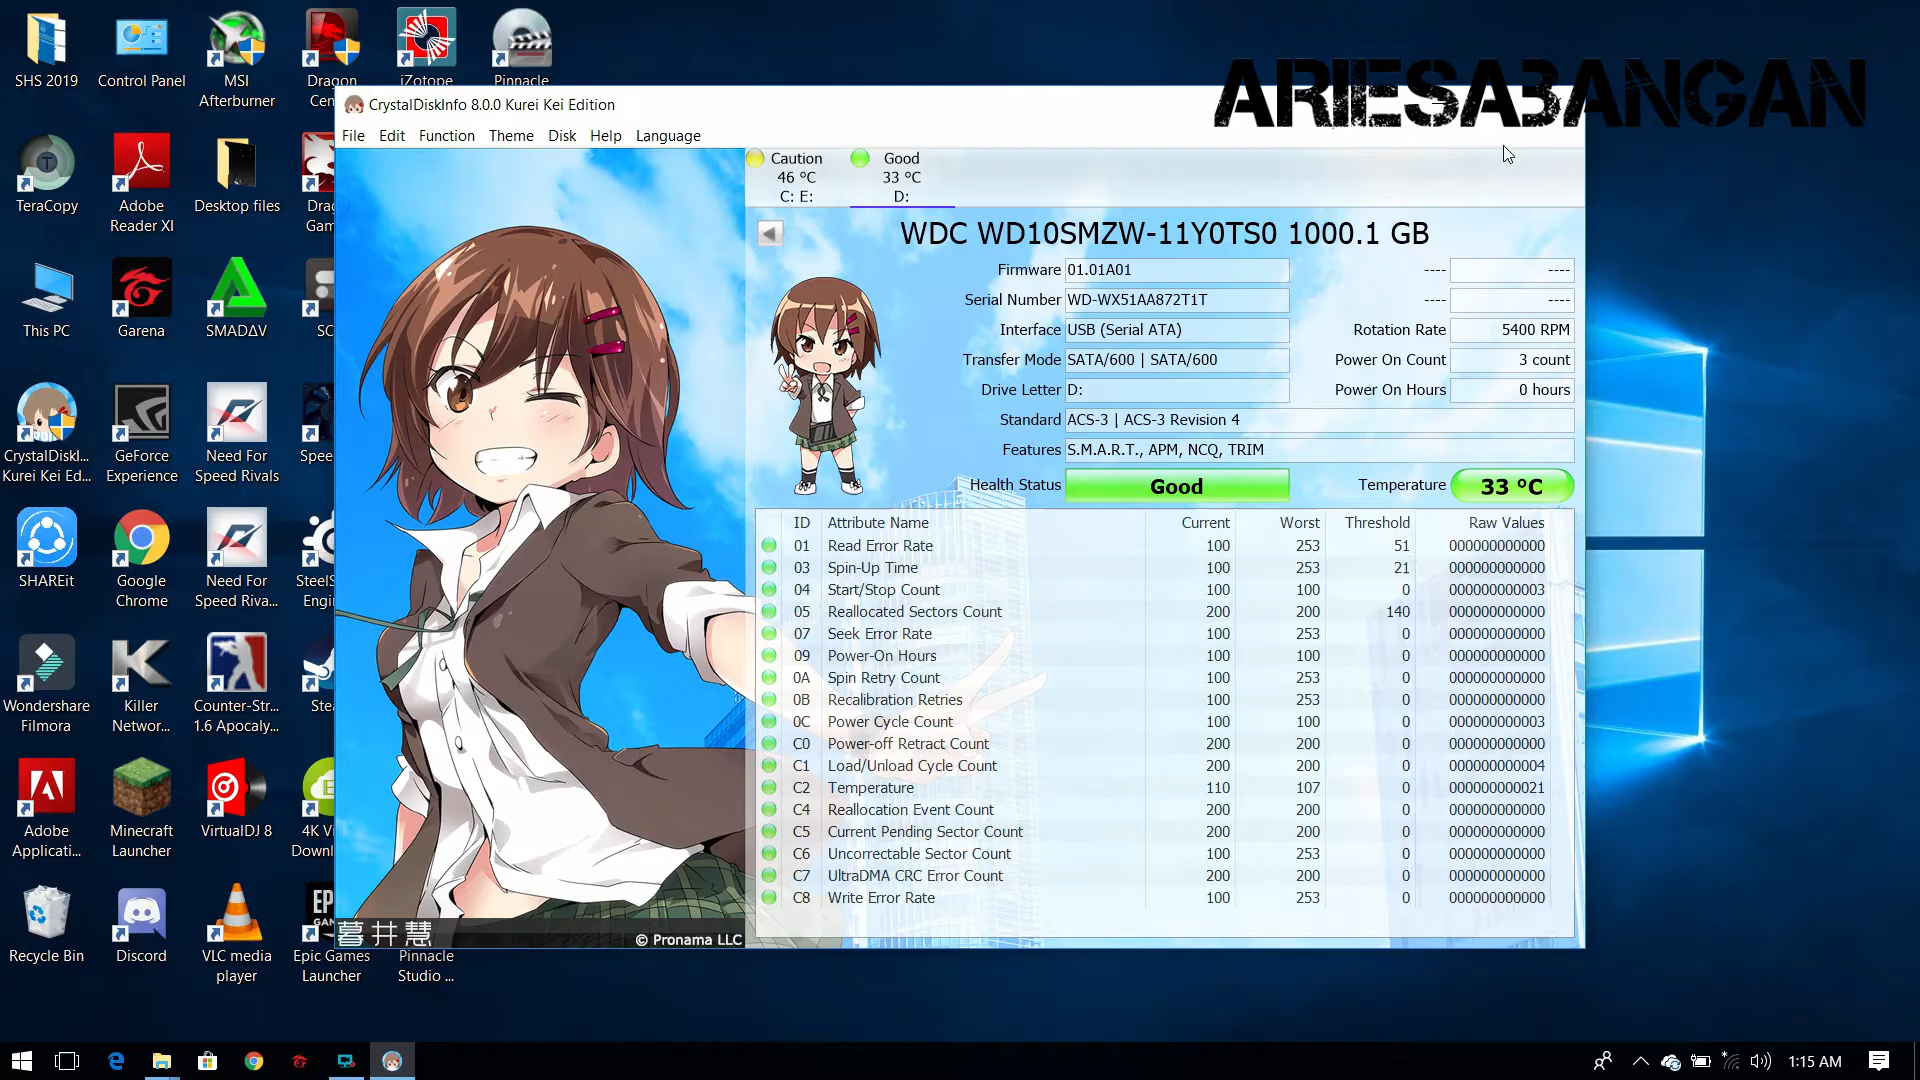 ARIESABANGAN
SHS 2019
Control Panel
MSI
Afterburner
Dragon
Cen
iZotope
Pinnacle
TeraCopy
Adobe
Reader XI
Desktop files
Drag
Gam
This PC
Garena
SMADΔV
SC
CrystalDiskI...
Kurei Kei Ed...
GeForce
Experience
Need For
Speed Rivals
Spee
SHAREit
Google
Chrome
Need For
Speed Riva...
SteelS
Engin
Wondershare
Filmora
Killer
Networ...
Counter-Str...
1.6 Apocaly...
Stea
Adobe
Applicati...
Minecraft
Launcher
VirtualDJ 8
4K Vi
Downl
Recycle Bin
Discord
VLC media
player
EPI
GAM
Epic Games
Launcher
Pinnacle
Studio ...
CrystalDiskInfo 8.0.0 Kurei Kei Edition
File Edit Function Theme Disk Help Language
Caution Good
46 °C 33 °C
C: E: D:
WDC WD10SMZW-11Y0TS0 1000.1 GB
Firmware 01.01A01 ---- ----
Serial Number WD-WX51AA872T1T ---- ----
Interface USB (Serial ATA) Rotation Rate 5400 RPM
Transfer Mode SATA/600 | SATA/600 Power On Count 3 count
Drive Letter D: Power On Hours 0 hours
Standard ACS-3 | ACS-3 Revision 4
Features S.M.A.R.T., APM, NCQ, TRIM
Health Status Good Temperature 33 °C
ID Attribute Name Current Worst Threshold Raw Values
01 Read Error Rate 100 253 51 000000000000
03 Spin-Up Time 100 253 21 000000000000
04 Start/Stop Count 100 100 0 000000000003
05 Reallocated Sectors Count 200 200 140 000000000000
07 Seek Error Rate 100 253 0 000000000000
09 Power-On Hours 100 100 0 000000000000
0A Spin Retry Count 100 253 0 000000000000
0B Recalibration Retries 100 253 0 000000000000
0C Power Cycle Count 100 100 0 000000000003
C0 Power-off Retract Count 200 200 0 000000000000
C1 Load/Unload Cycle Count 200 200 0 000000000004
C2 Temperature 110 107 0 000000000021
C4 Reallocation Event Count 200 200 0 000000000000
C5 Current Pending Sector Count 200 200 0 000000000000
C6 Uncorrectable Sector Count 100 253 0 000000000000
C7 UltraDMA CRC Error Count 200 200 0 000000000000
C8 Write Error Rate 100 253 0 000000000000
暮井慧
© Pronama LLC
1:15 AM